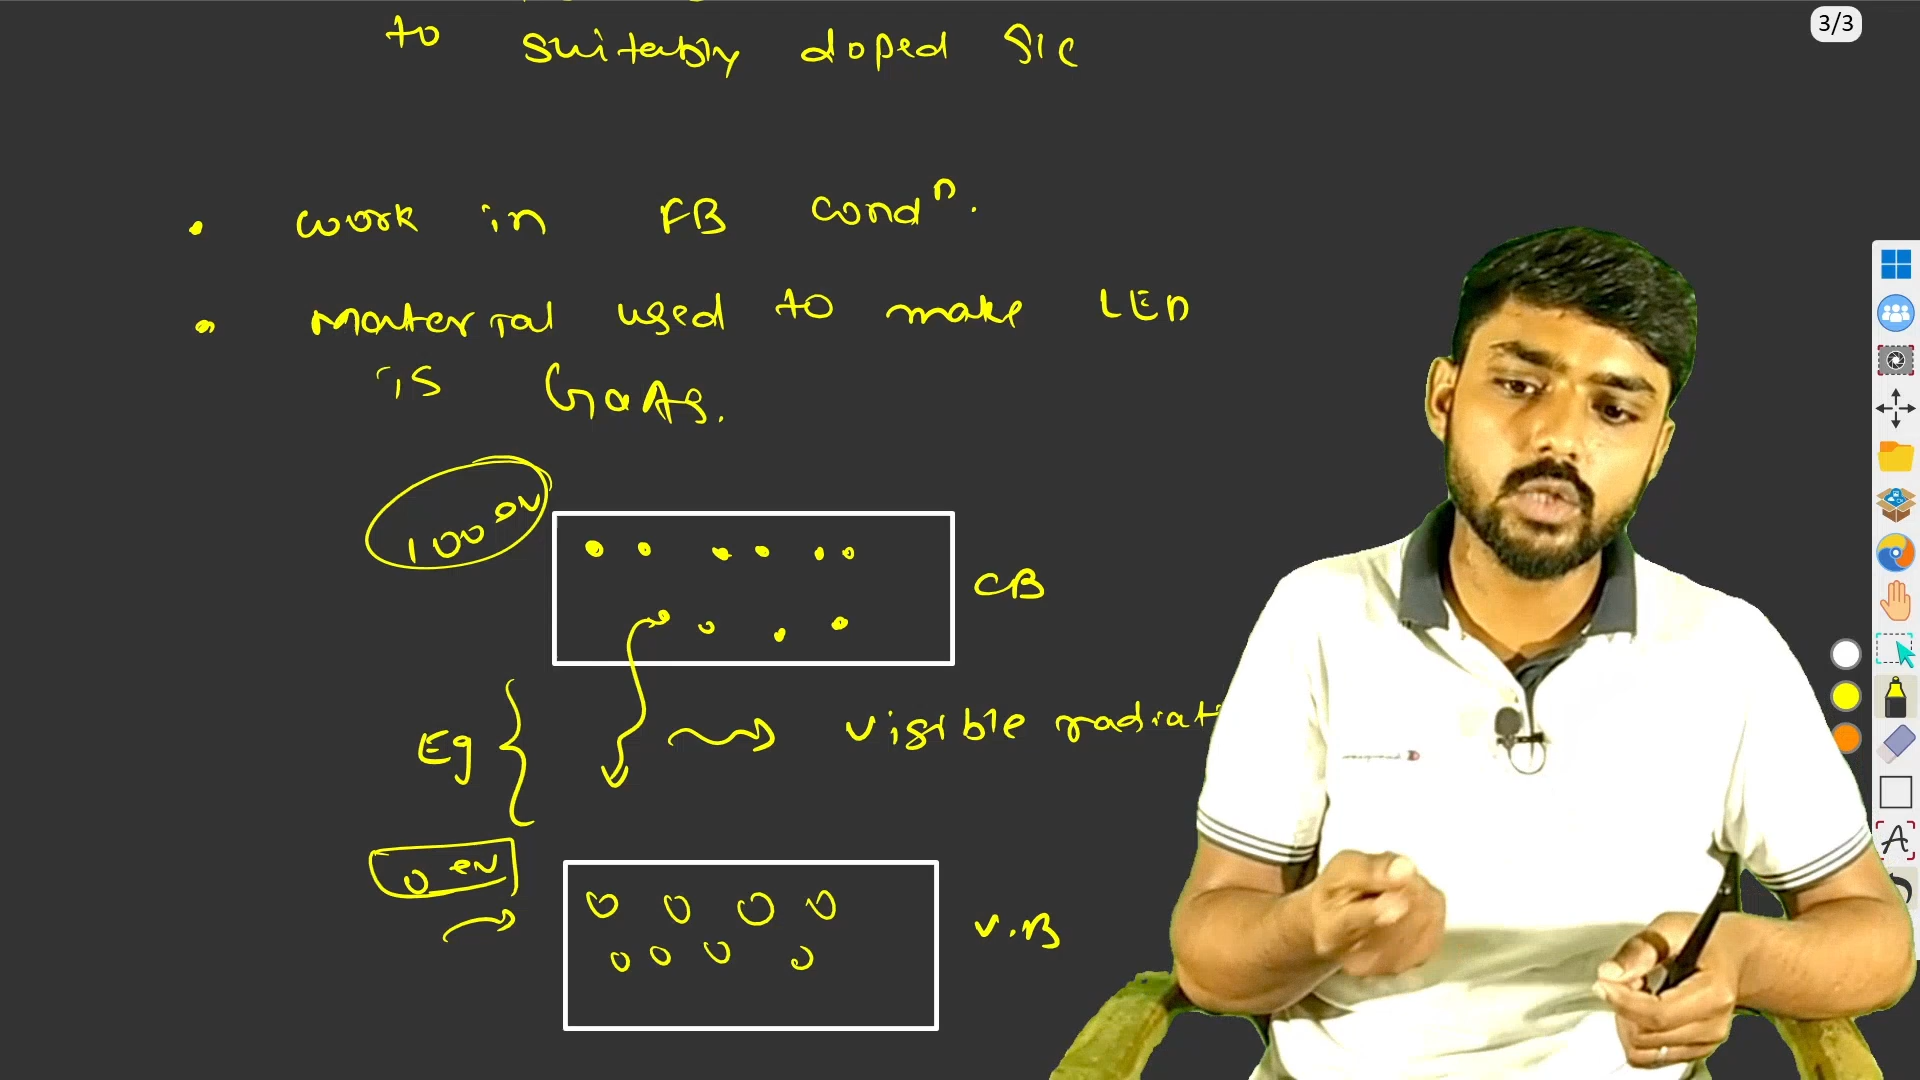 3/3
to suitably doped SiC
• work in FB condⁿ.
• Material used to make LED
is GaAs.
100 eV
CB
Eg
visible radiat
0 eV
V.B